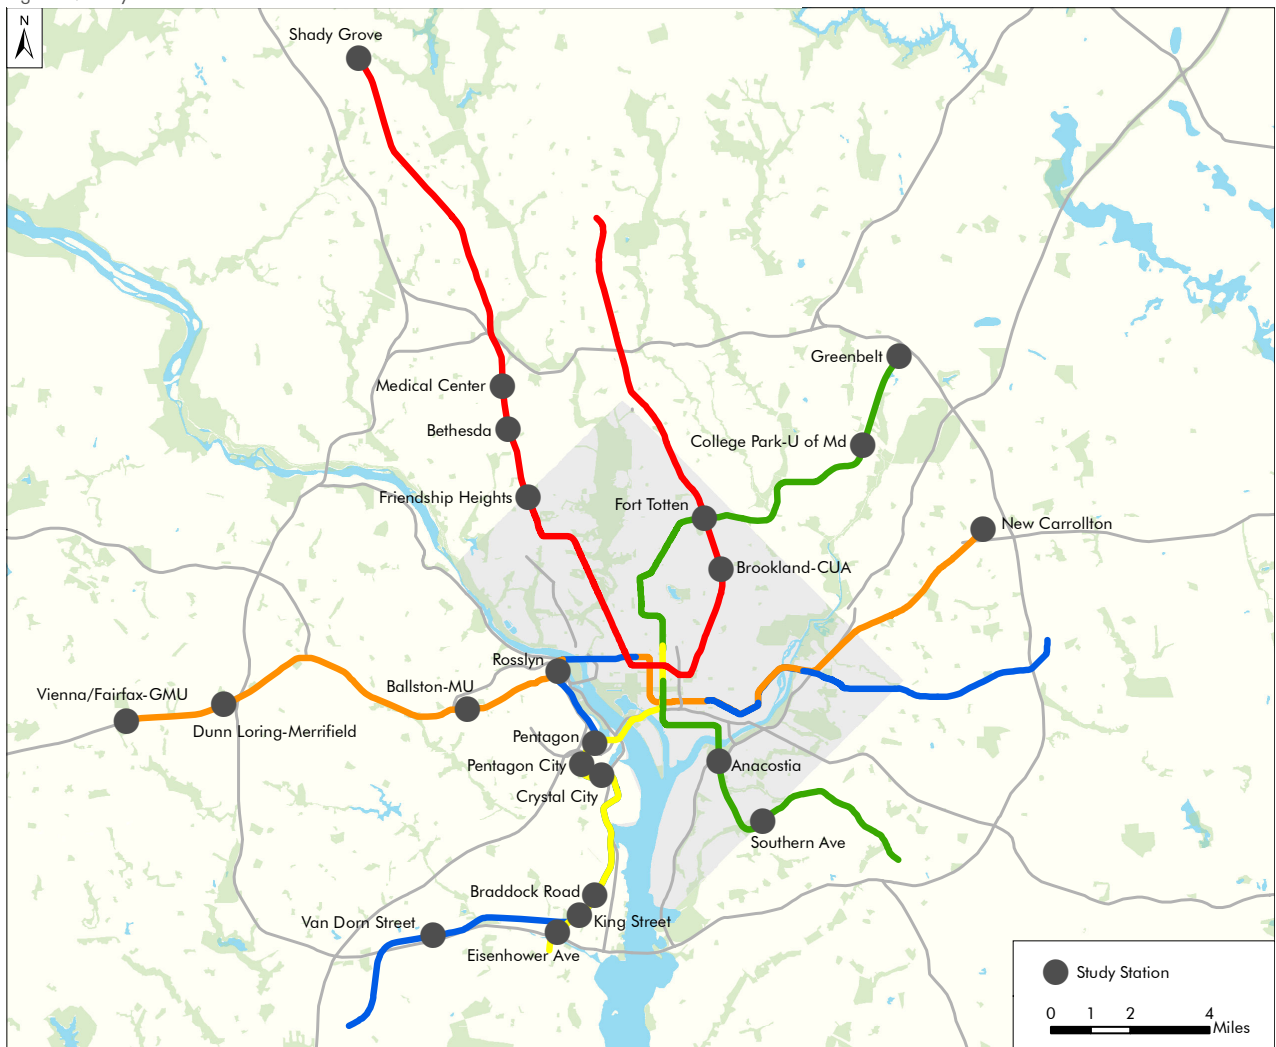 N
Shady Grove
Greenbelt
Medical Center
Bethesda
College Park-U of Md
Friendship Heights
Fort Totten
New Carrollton
Brookland-CUA
Rosslyn
Ballston-MU
Vienna/Fairfax-GMU
Dunn Loring-Merrifield
Pentagon
Pentagon City
Anacostia
Crystal City
Southern Ave
Braddock Road
Van Dorn Street
King Street
Eisenhower Ave
Study Station
0 1 2 4
Miles